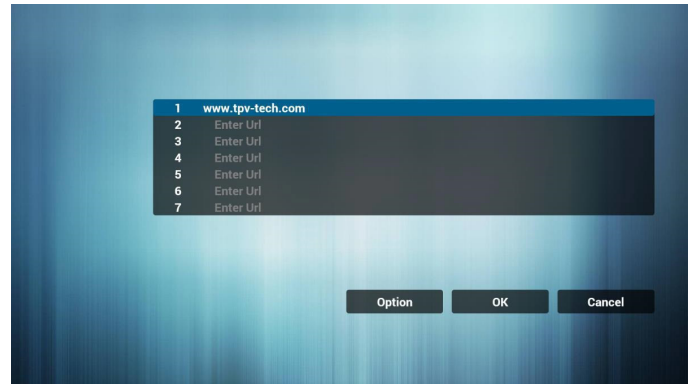 1 www.tpv-tech.com
2 Enter Url
3 Enter Url
4 Enter Url
5 Enter Url
6 Enter Url
7 Enter Url
Option OK Cancel